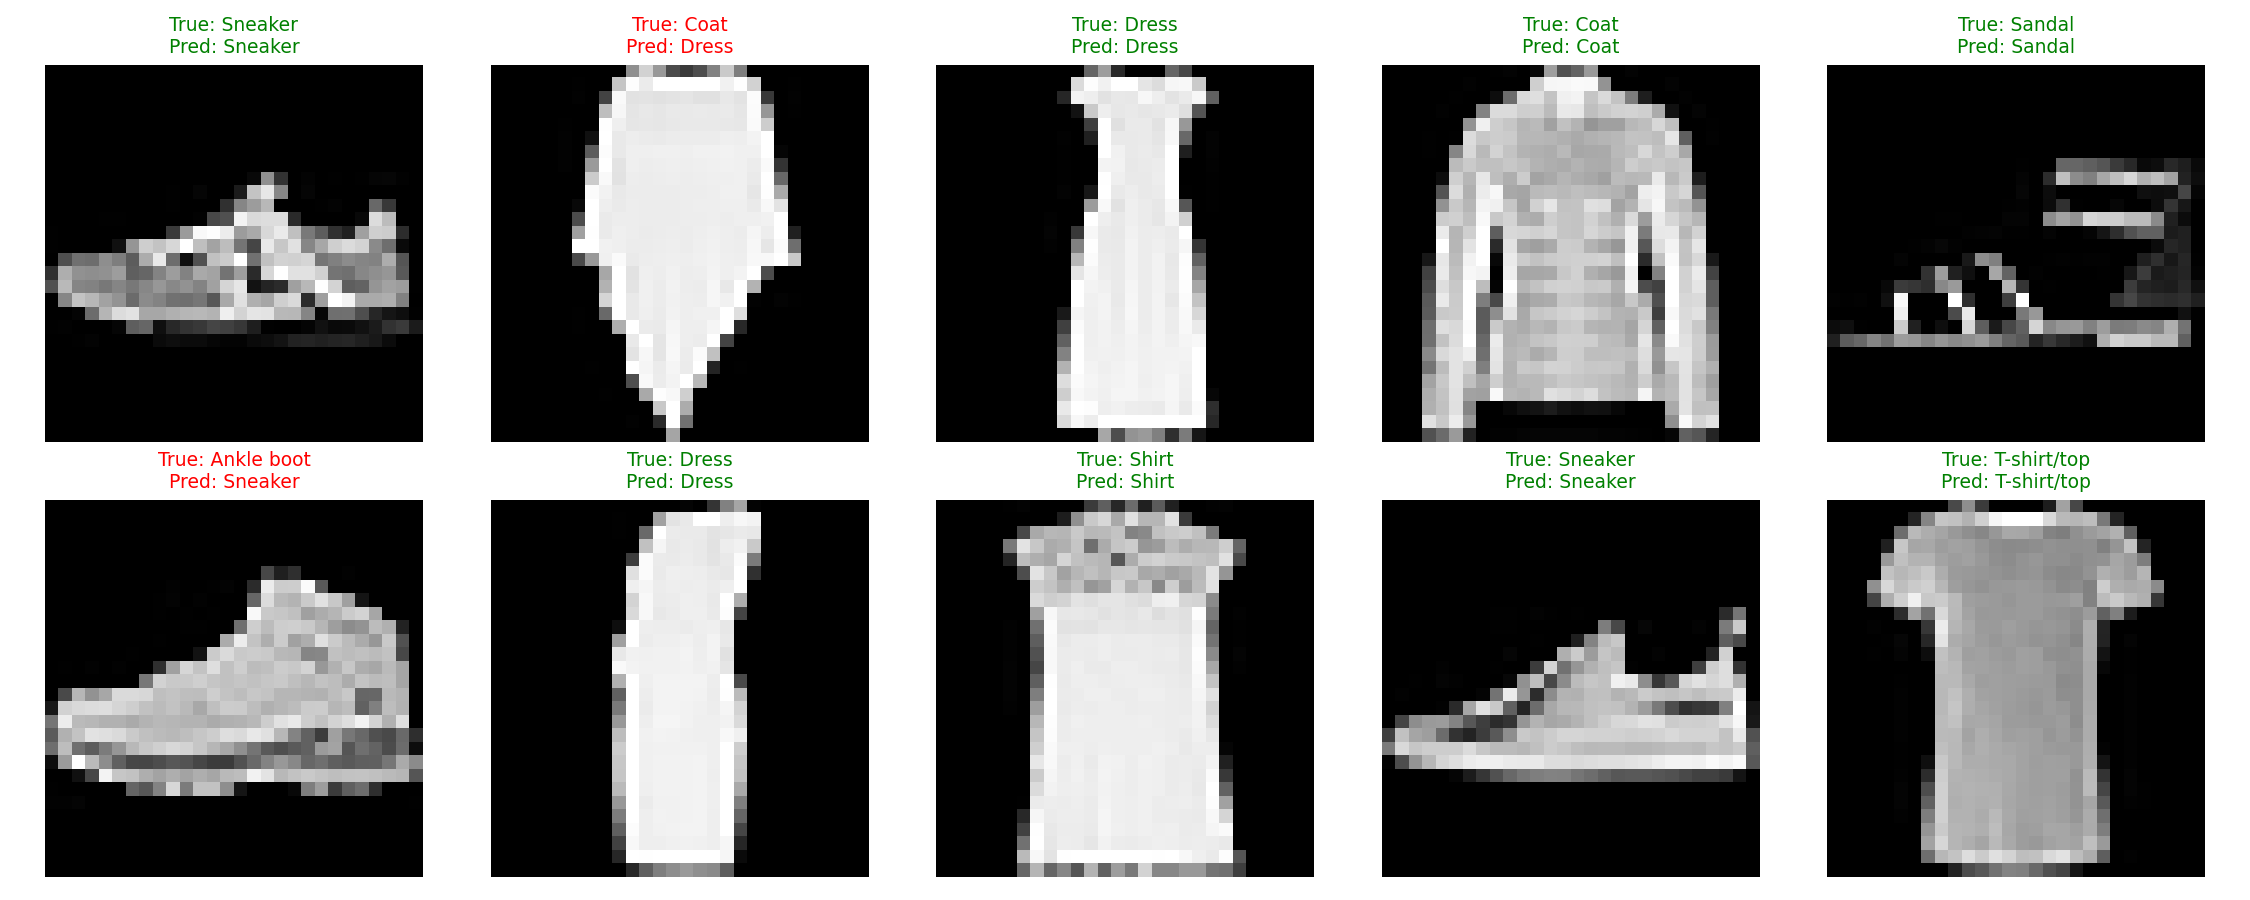 True: Sneaker
Pred: Sneaker
True: Coat
Pred: Dress
True: Dress
Pred: Dress
True: Coat
Pred: Coat
True: Sandal
Pred: Sandal
True: Ankle boot
Pred: Sneaker
True: Dress
Pred: Dress
True: Shirt
Pred: Shirt
True: Sneaker
Pred: Sneaker
True: T-shirt/top
Pred: T-shirt/top